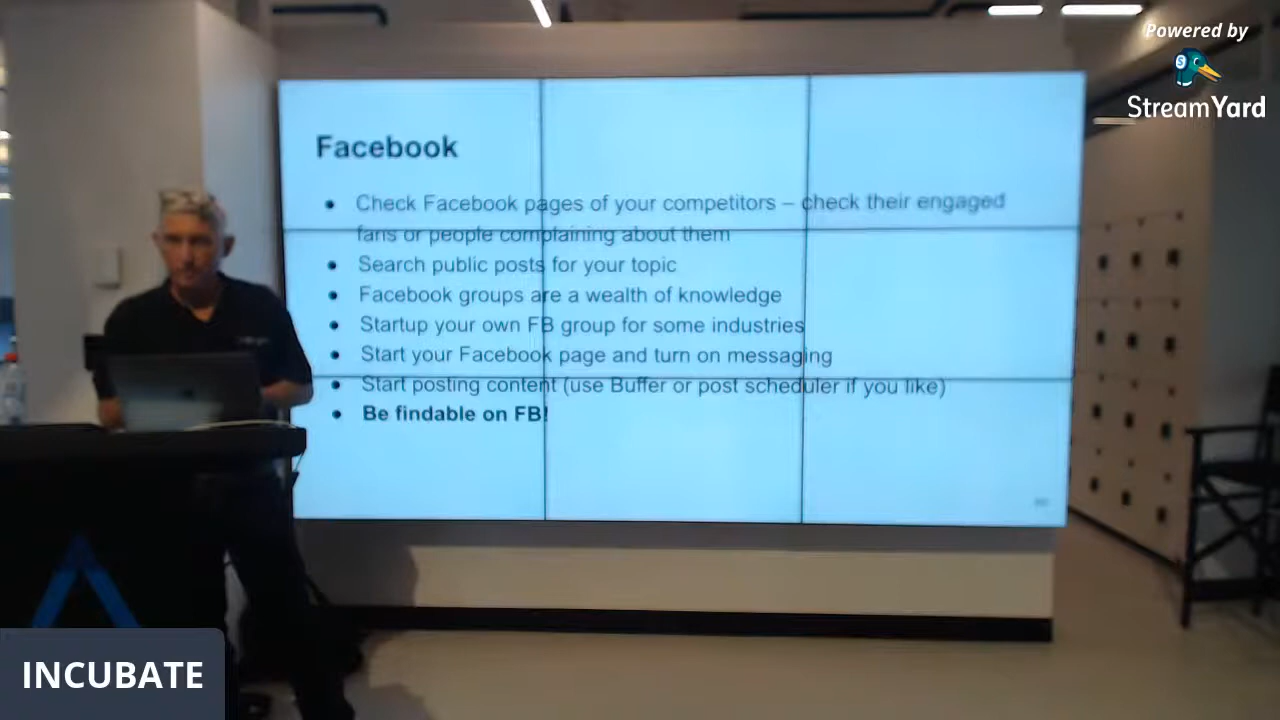 Powered by
StreamYard
Facebook
• Check Facebook pages of your competitors – check their engaged
fans or people complaining about them
• Search public posts for your topic
• Facebook groups are a wealth of knowledge
• Startup your own FB group for some industries
• Start your Facebook page and turn on messaging
• Start posting content (use Buffer or post scheduler if you like)
• Be findable on FB!
INCUBATE